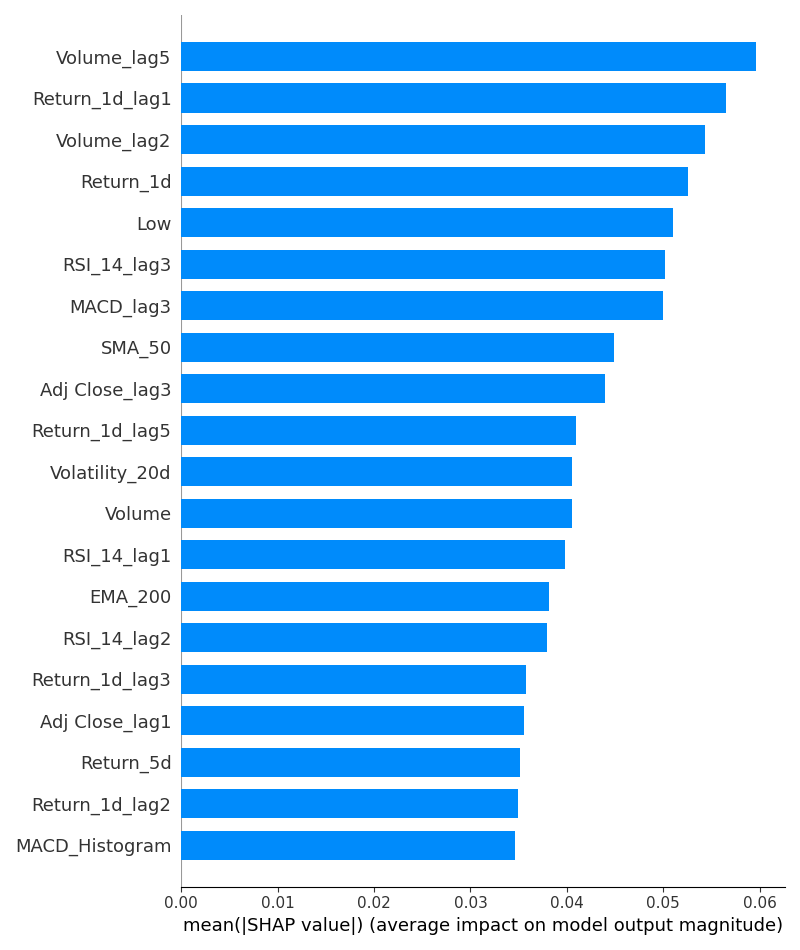 Volume_lag5
Return_1d_lag1
Volume_lag2
Return_1d
Low
RSI_14_lag3
MACD_lag3
SMA_50
Adj Close_lag3
Return_1d_lag5
Volatility_20d
Volume
RSI_14_lag1
EMA_200
RSI_14_lag2
Return_1d_lag3
Adj Close_lag1
Return_5d
Return_1d_lag2
MACD_Histogram
0.00 0.01 0.02 0.03 0.04 0.05 0.06
mean(|SHAP value|) (average impact on model output magnitude)